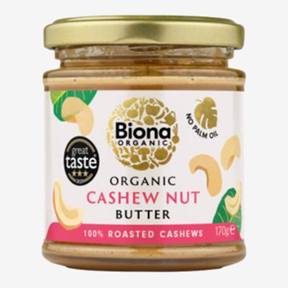 Biona
ORGANIC
NO PALM OIL
great
taste
ORGANIC
CASHEW NUT
BUTTER
100% ROASTED CASHEWS
170g e